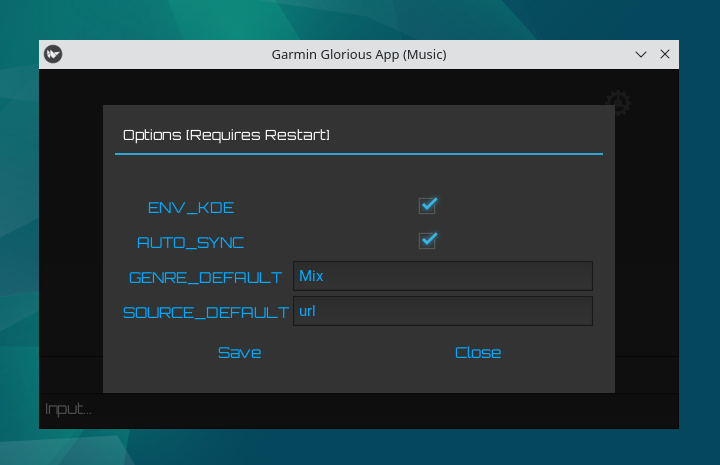 Garmin Glorious App (Music)
Options [Requires Restart]
ENV_KDE
AUTO_SYNC
GENRE_DEFAULT Mix
SOURCE_DEFAULT url
Save Close
Input...